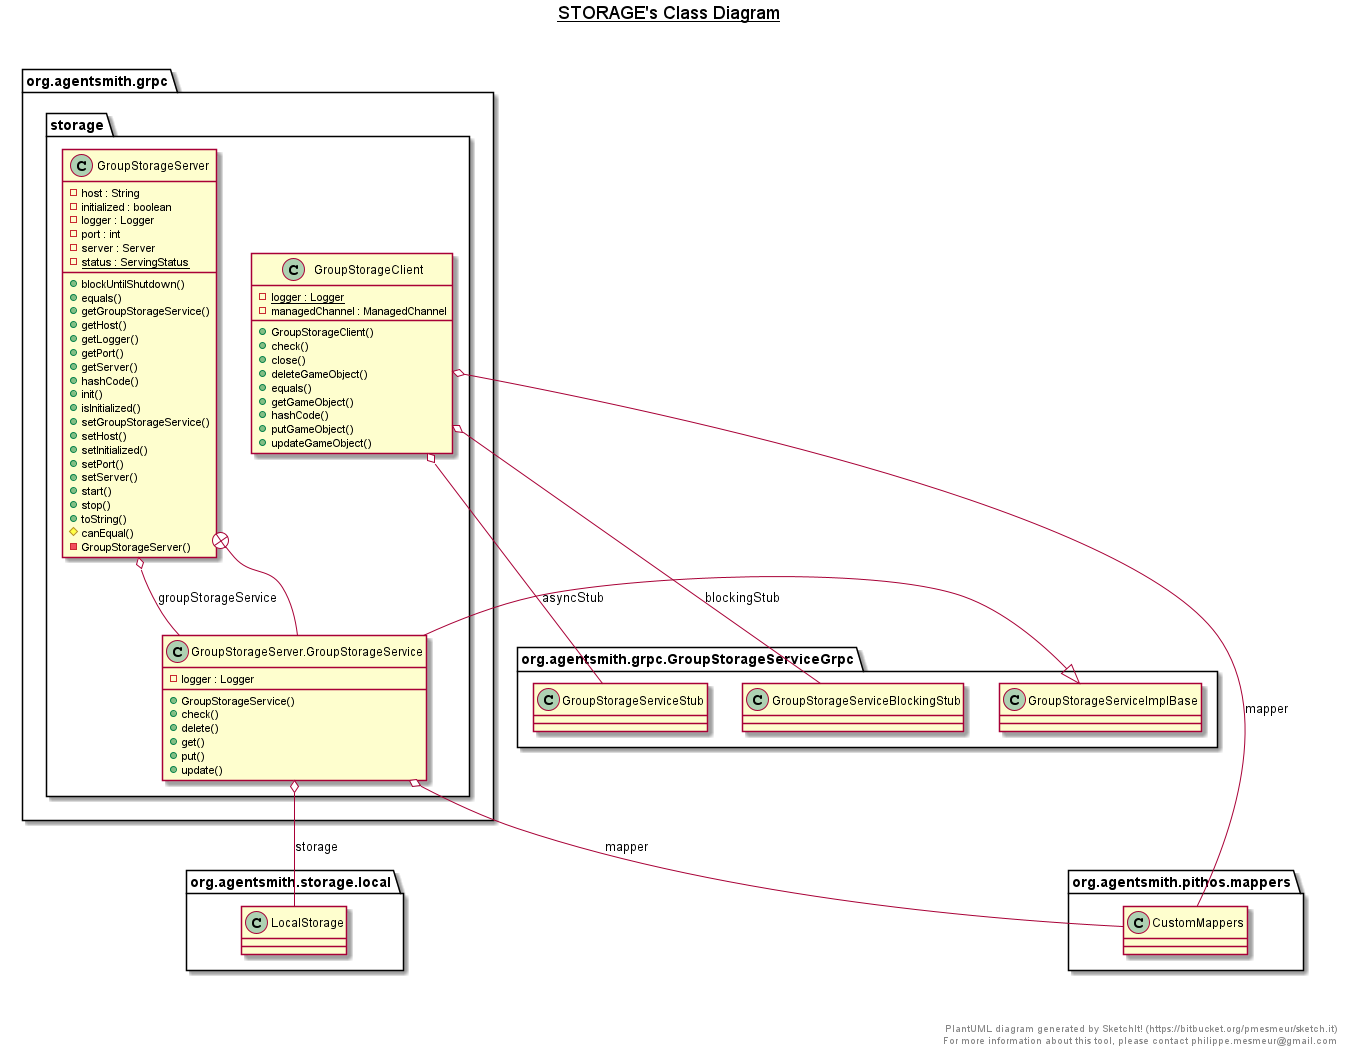 STORAGE's Class Diagram
org.agentsmith.grpc
storage
C GroupStorageServer
host : String
initialized : boolean
logger : Logger
port : int
server : Server
status : ServingStatus
blockUntilShutdown()
equals()
getGroupStorageService()
getHost()
getLogger()
getPort()
getServer()
hashCode()
init()
isInitialized()
setGroupStorageService()
setHost()
setInitialized()
setPort()
setServer()
start()
stop()
toString()
canEqual()
GroupStorageServer()
C GroupStorageClient
logger : Logger
managedChannel : ManagedChannel
GroupStorageClient()
check()
close()
deleteGameObject()
equals()
getGameObject()
hashCode()
putGameObject()
updateGameObject()
groupStorageService
asyncStub
blockingStub
C GroupStorageServer.GroupStorageService
logger : Logger
GroupStorageService()
check()
delete()
get()
put()
update()
org.agentsmith.grpc.GroupStorageServiceGrpc
C GroupStorageServiceStub
C GroupStorageServiceBlockingStub
C GroupStorageServiceImplBase
mapper
storage
mapper
org.agentsmith.storage.local
C LocalStorage
org.agentsmith.pithos.mappers
C CustomMappers
PlantUML diagram generated by SketchIt! (https://bitbucket.org/pmesmeur/sketch.it)
For more information about this tool, please contact philippe.mesmeur@gmail.com